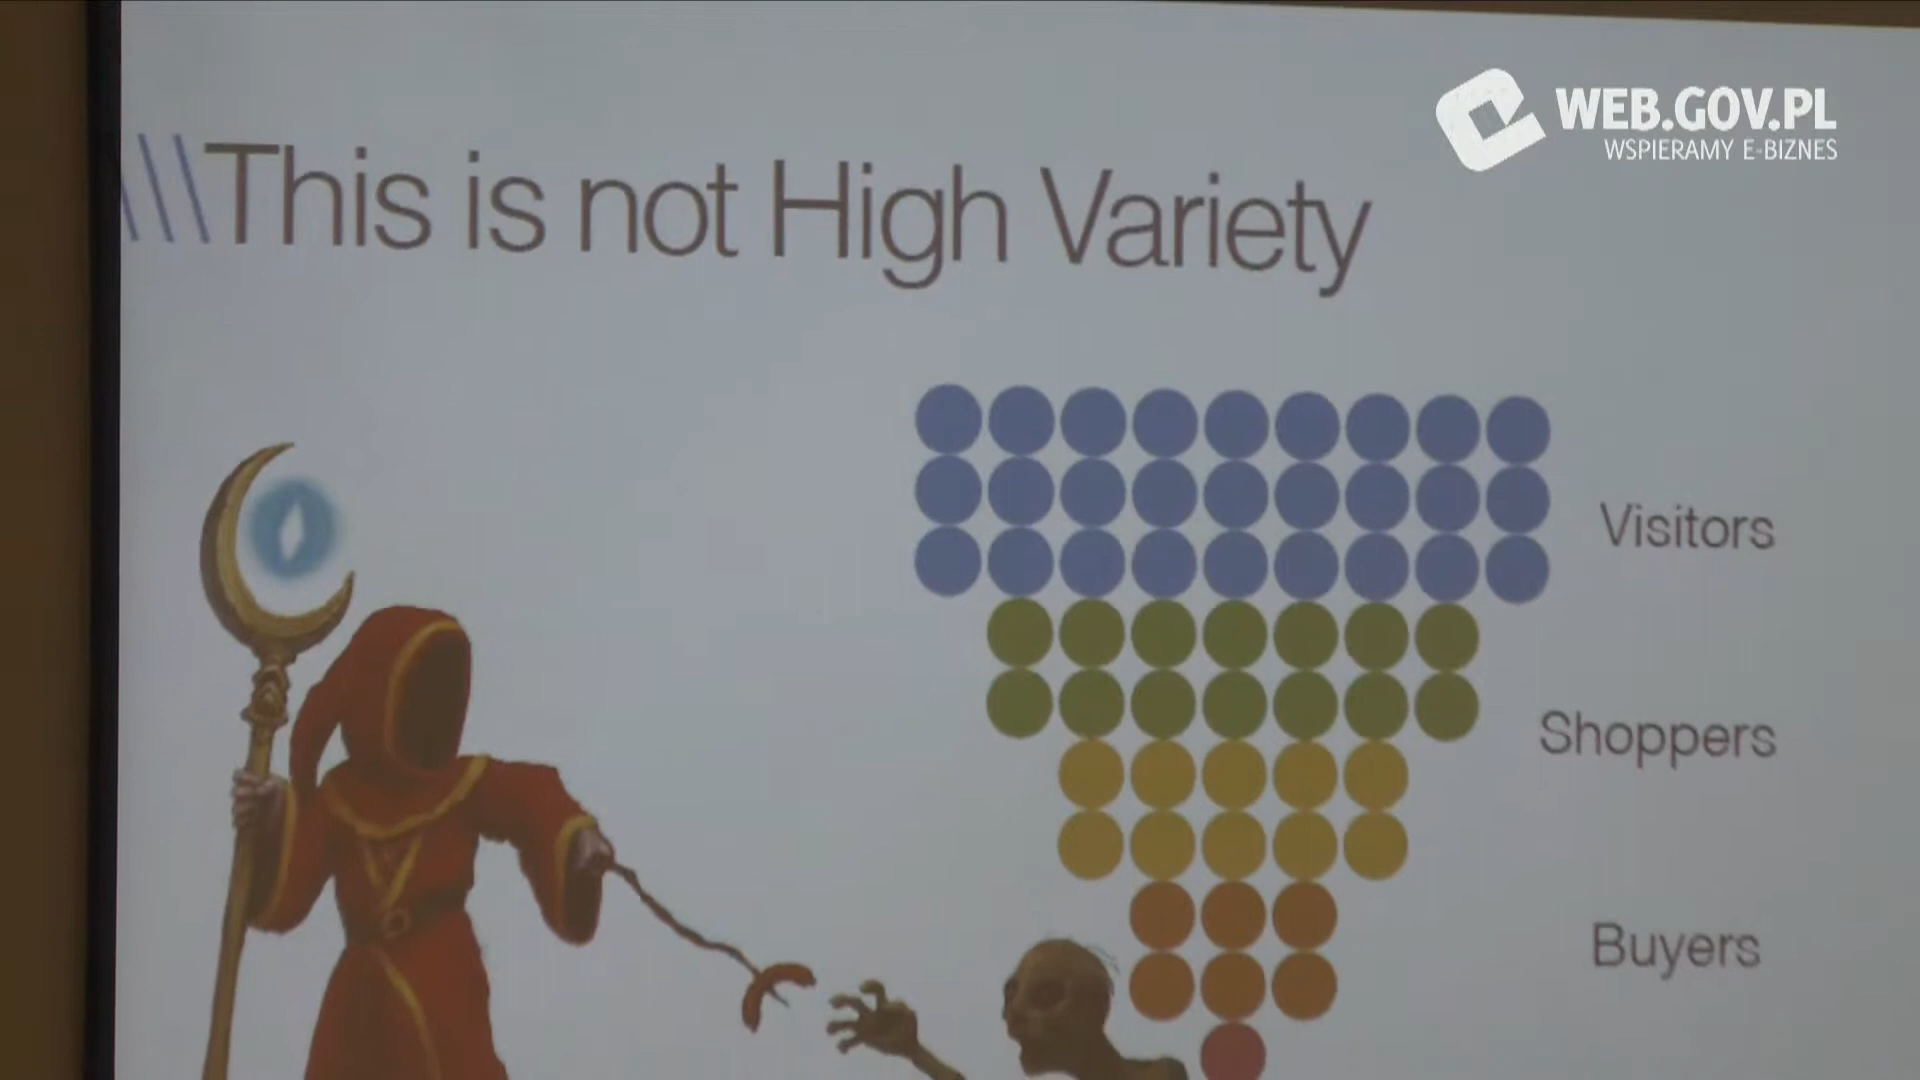 WEB.GOV.PL
WSPIERAMY E-BIZNES
\\\This is not High Variety
Visitors
Shoppers
Buyers